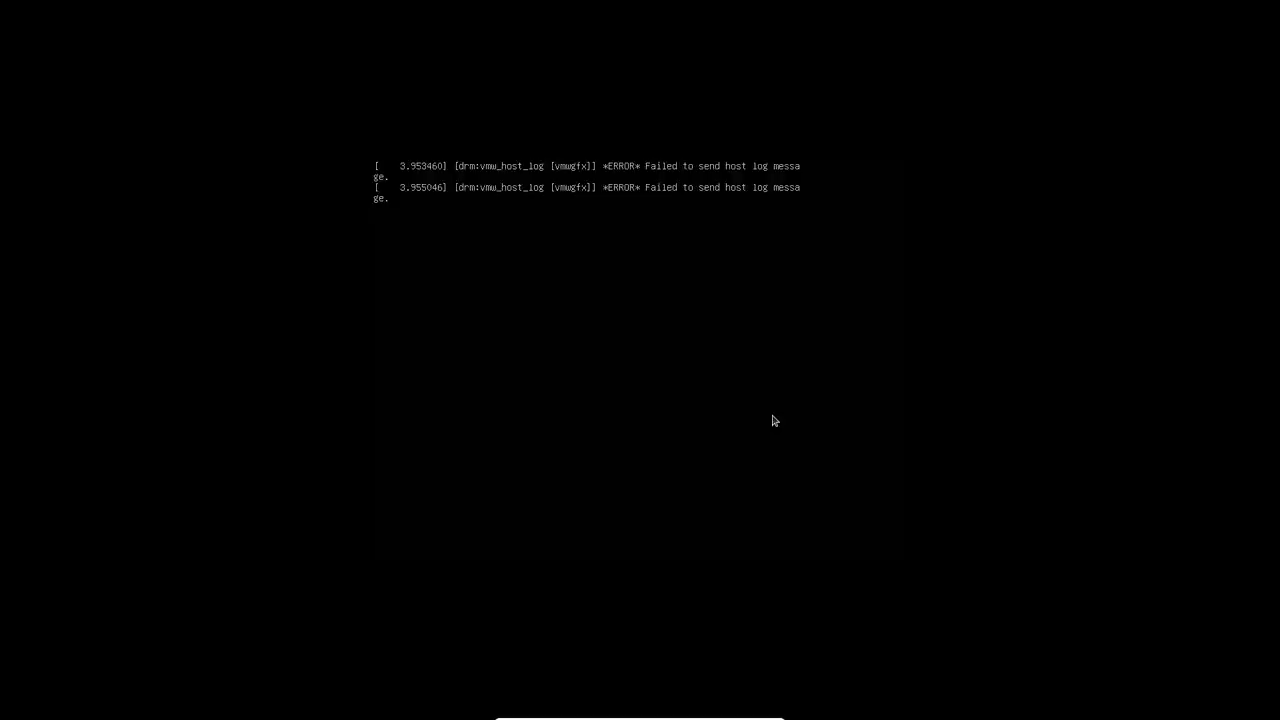 [    3.953460] [drm:vmw_host_log [vmwgfx]] *ERROR* Failed to send host log messa
ge.
[    3.955046] [drm:vmw_host_log [vmwgfx]] *ERROR* Failed to send host log messa
ge.